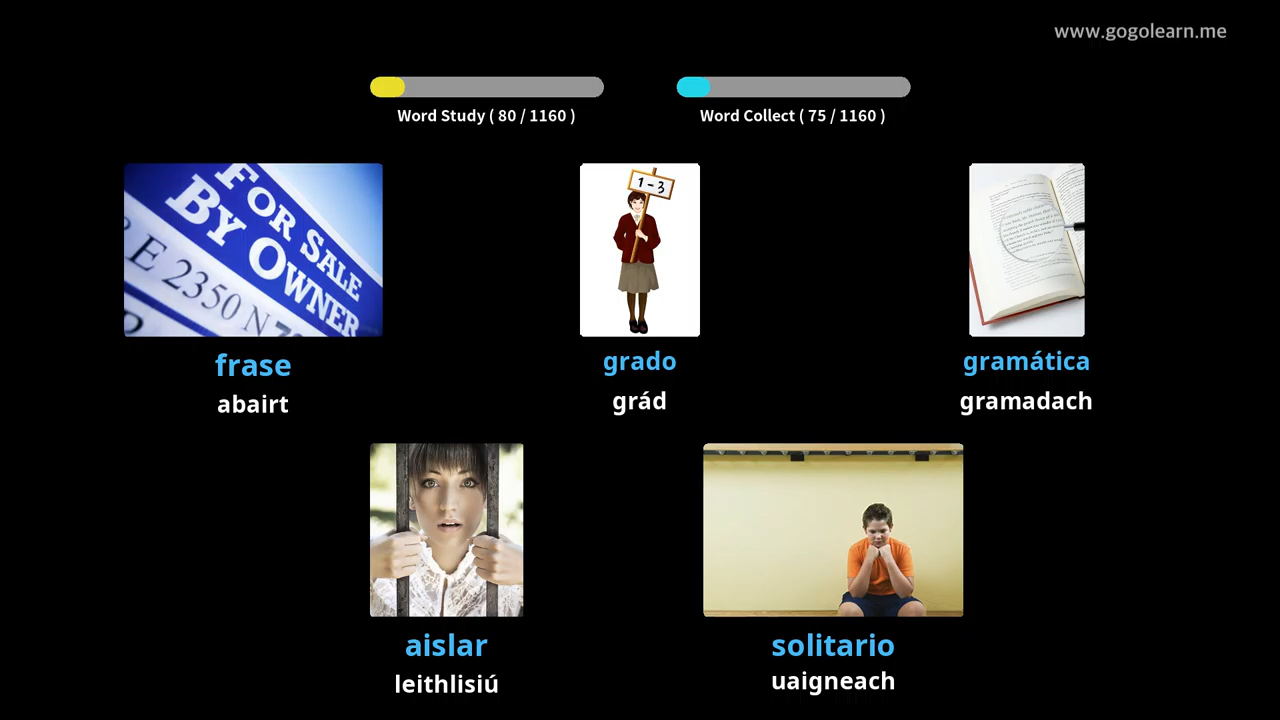 www.gogolearn.me
Word Study ( 80 / 1160 )
Word Collect ( 75 / 1160 )
FOR SALE
BY OWNER
E 2350 N
1 - 3
frase
abairt
grado
grád
gramática
gramadach
aislar
leithlisiú
solitario
uaigneach